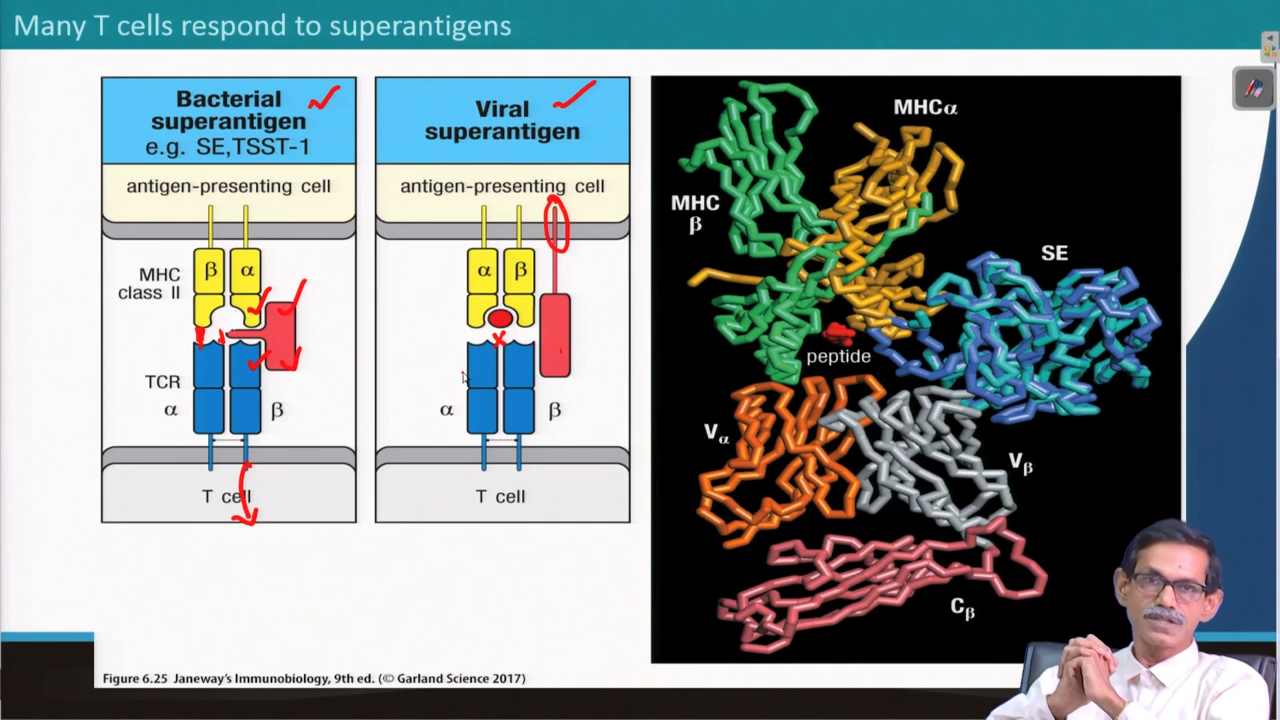 Many T cells respond to superantigens
Bacterial
superantigen
e.g. SE,TSST-1
antigen-presenting cell
MHC
class II
β
α
TCR
α
β
T cell
Viral
superantigen
antigen-presenting cell
α
β
α
β
T cell
MHCα
MHC
β
SE
peptide
Vα
Vβ
Cβ
Figure 6.25 Janeway's Immunobiology, 9th ed. (© Garland Science 2017)